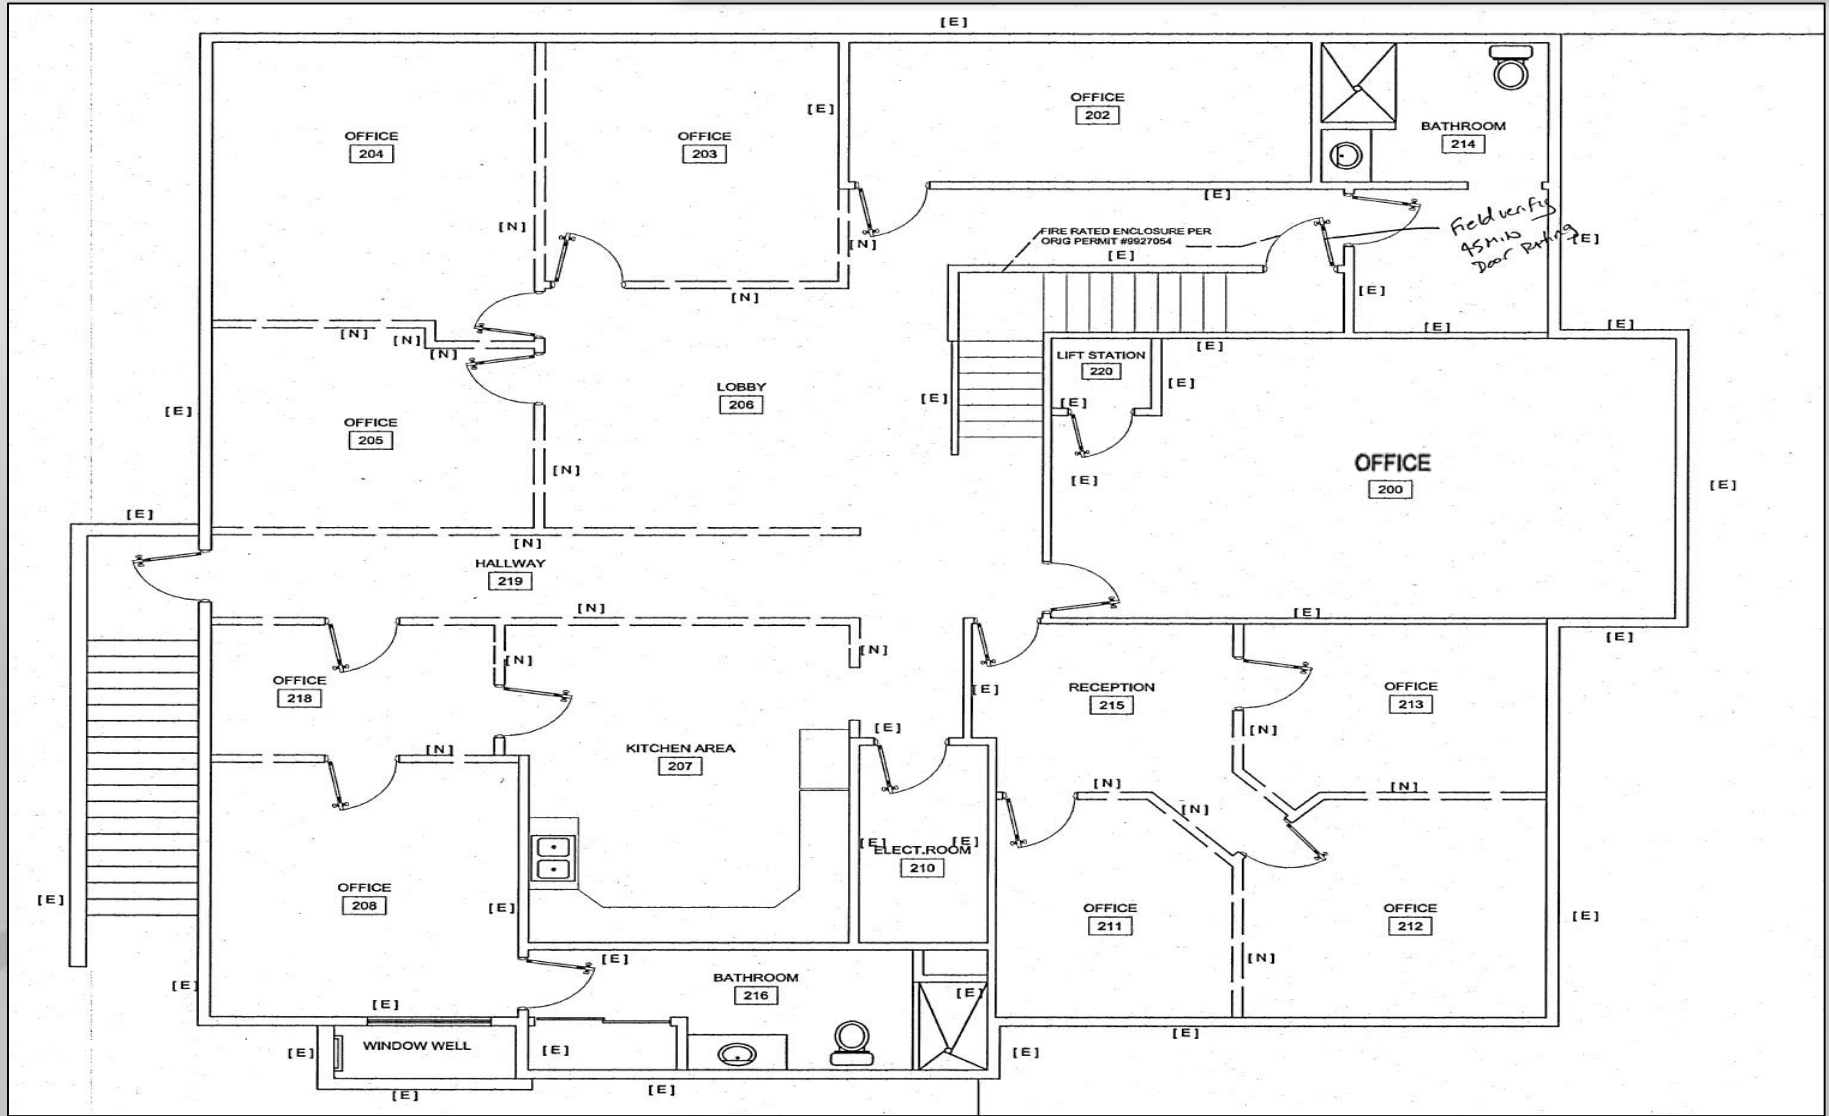 [E]
OFFICE
204
OFFICE
203
[E]
OFFICE
202
BATHROOM
214
[N]
[N]
[N]
[E]
FIRE RATED ENCLOSURE PER
ORIG PERMIT #9927054
[E]
Field verify
45 MIN
Door Rating
[E]
[E]
[N]
[N]
[N]
[E]
[E]
[E]
LIFT STATION
220
[E]
[E]
[E]
LOBBY
206
[E]
[E]
OFFICE
205
[N]
[E]
OFFICE
200
[E]
[E]
[N]
HALLWAY
219
[N]
[E]
[E]
[N]
[N]
OFFICE
218
[E]
RECEPTION
215
OFFICE
213
[E]
[N]
[N]
KITCHEN AREA
207
[N]
[N]
[N]
[E]
[E]
ELECT.ROOM
210
[E]
OFFICE
208
[E]
OFFICE
211
OFFICE
212
[E]
[N]
[E]
[E]
[E]
BATHROOM
216
[E]
[E]
[E]
WINDOW WELL
[E]
[E]
[E]
[E]
[E]